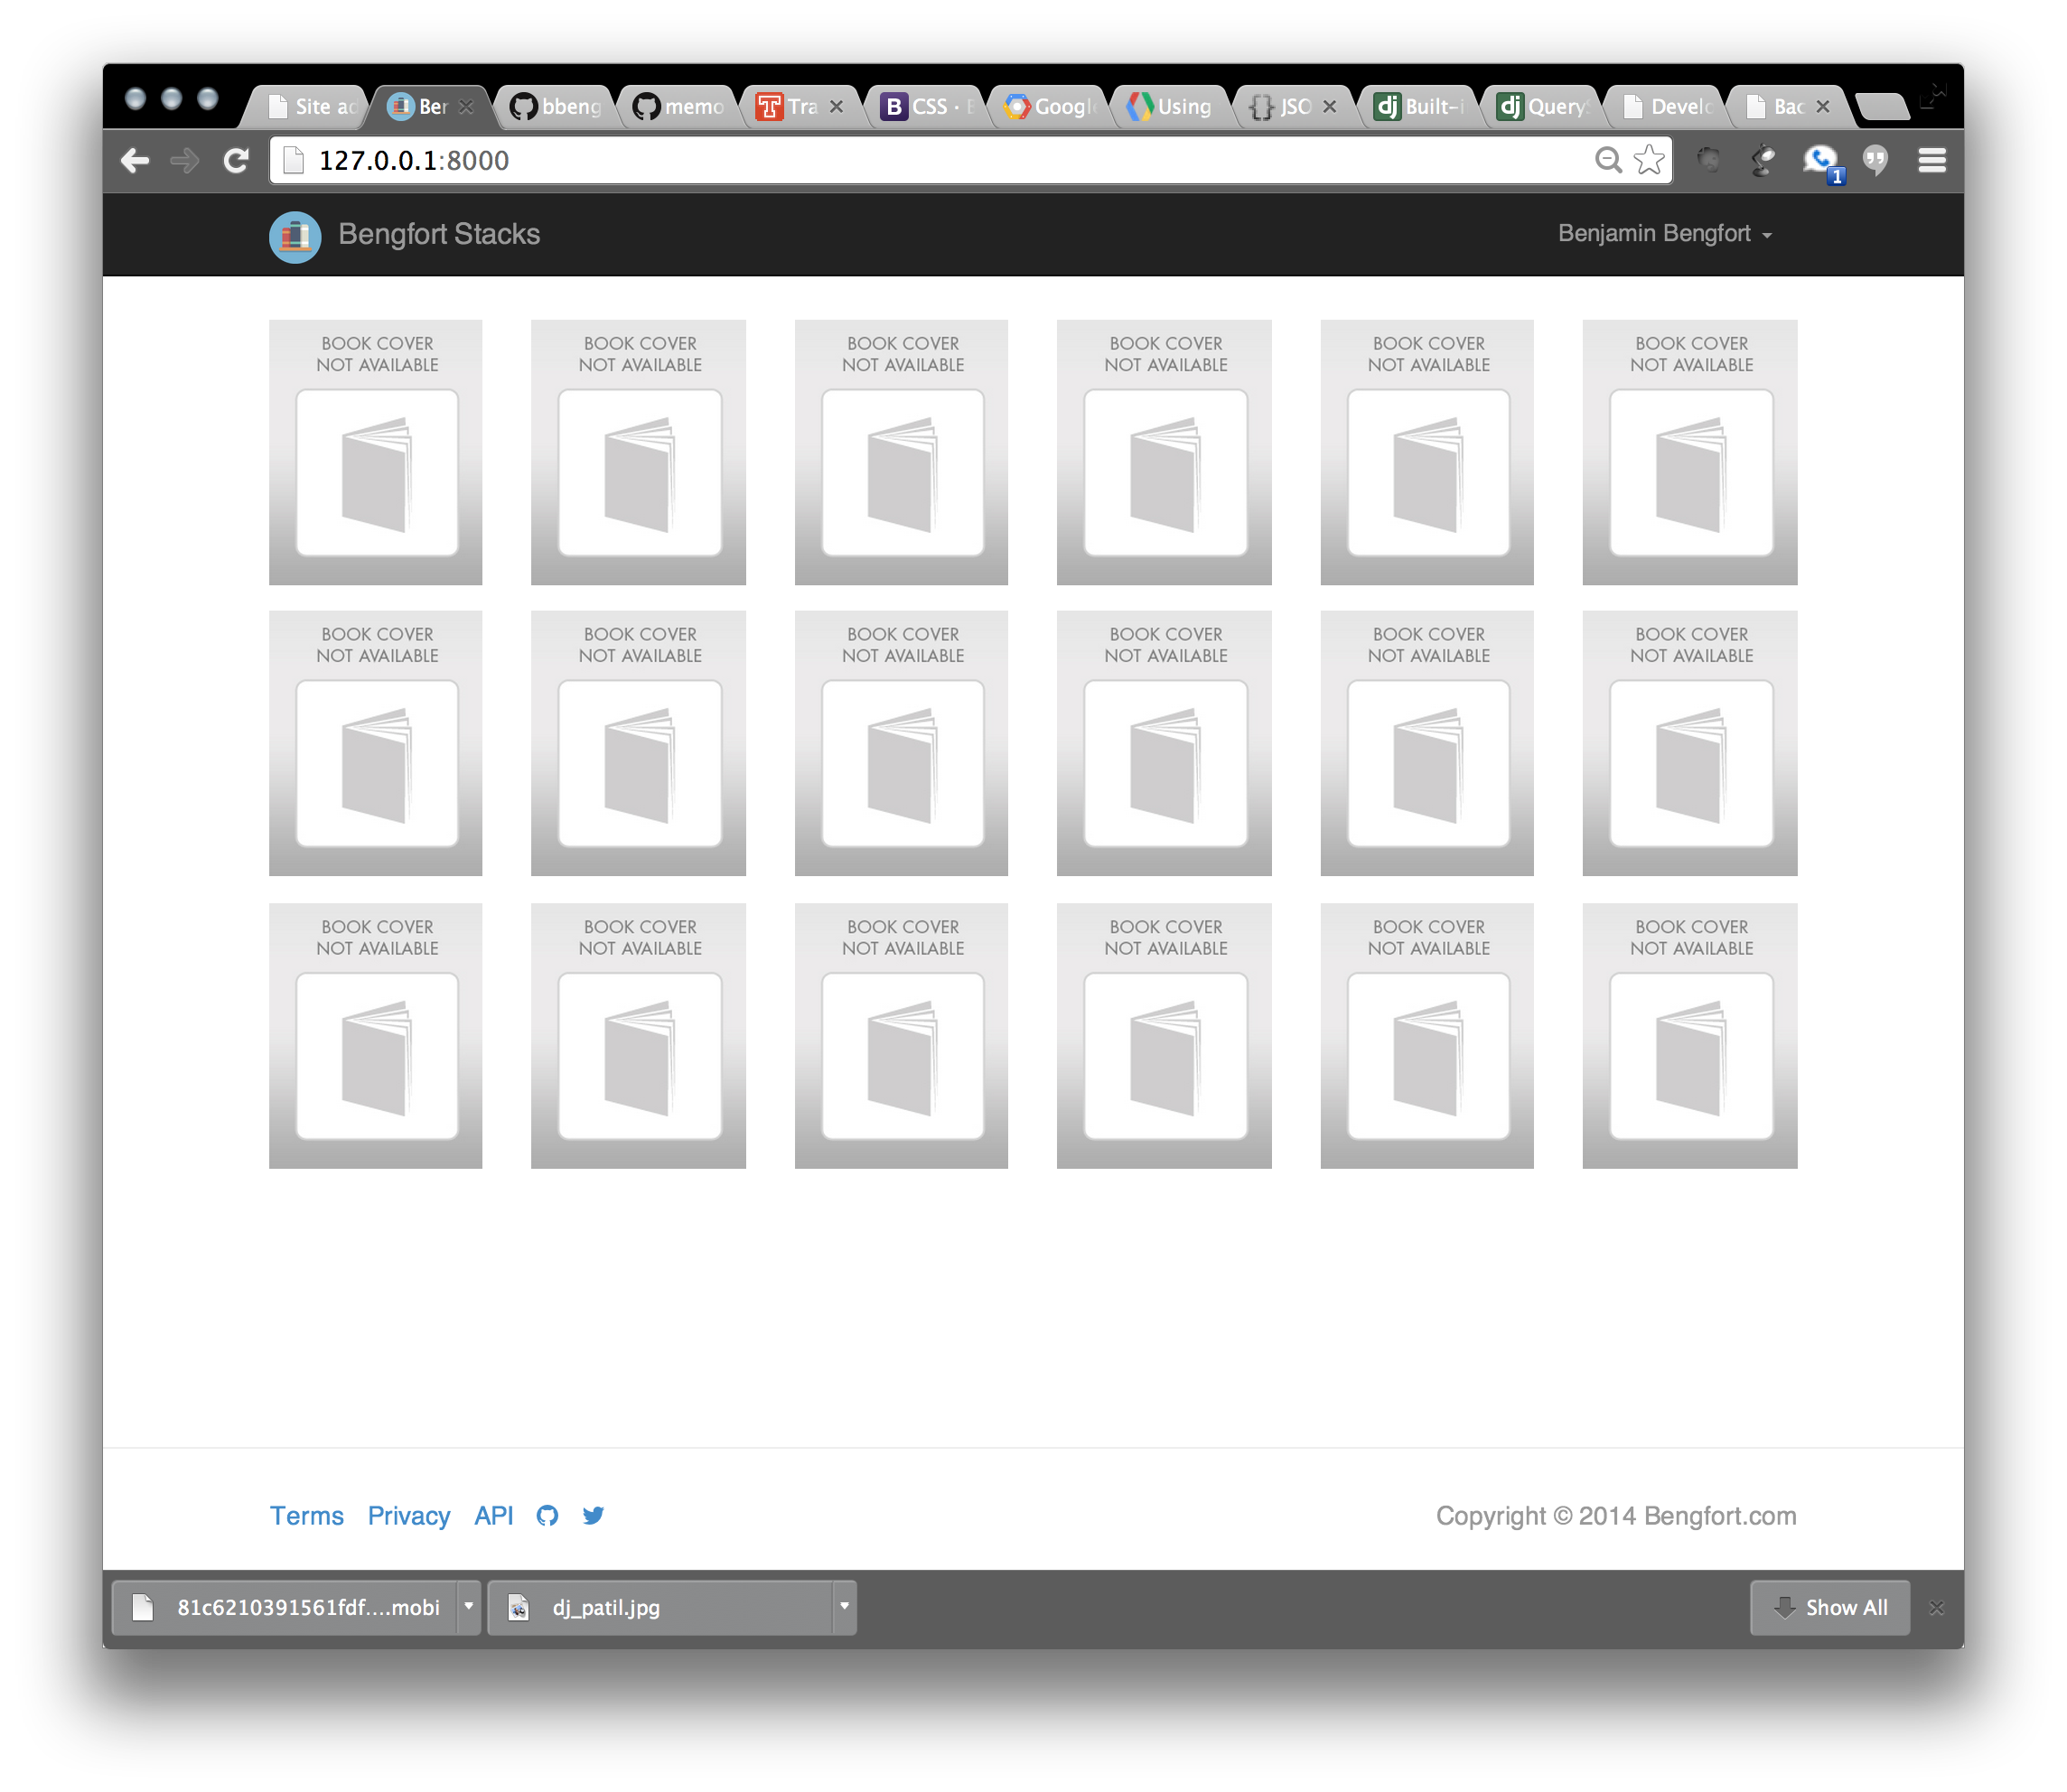 Site ad
Ber
bbeng
memo
Tra
B CSS · B
Google
Using
{} JSO
dj Built-i
dj QueryS
Develo
Bac
127.0.0.1:8000
1
Bengfort Stacks
Benjamin Bengfort
BOOK COVER
NOT AVAILABLE
BOOK COVER
NOT AVAILABLE
BOOK COVER
NOT AVAILABLE
BOOK COVER
NOT AVAILABLE
BOOK COVER
NOT AVAILABLE
BOOK COVER
NOT AVAILABLE
BOOK COVER
NOT AVAILABLE
BOOK COVER
NOT AVAILABLE
BOOK COVER
NOT AVAILABLE
BOOK COVER
NOT AVAILABLE
BOOK COVER
NOT AVAILABLE
BOOK COVER
NOT AVAILABLE
BOOK COVER
NOT AVAILABLE
BOOK COVER
NOT AVAILABLE
BOOK COVER
NOT AVAILABLE
BOOK COVER
NOT AVAILABLE
BOOK COVER
NOT AVAILABLE
BOOK COVER
NOT AVAILABLE
Terms Privacy API
Copyright © 2014 Bengfort.com
81c6210391561fdf....mobi
dj_patil.jpg
Show All